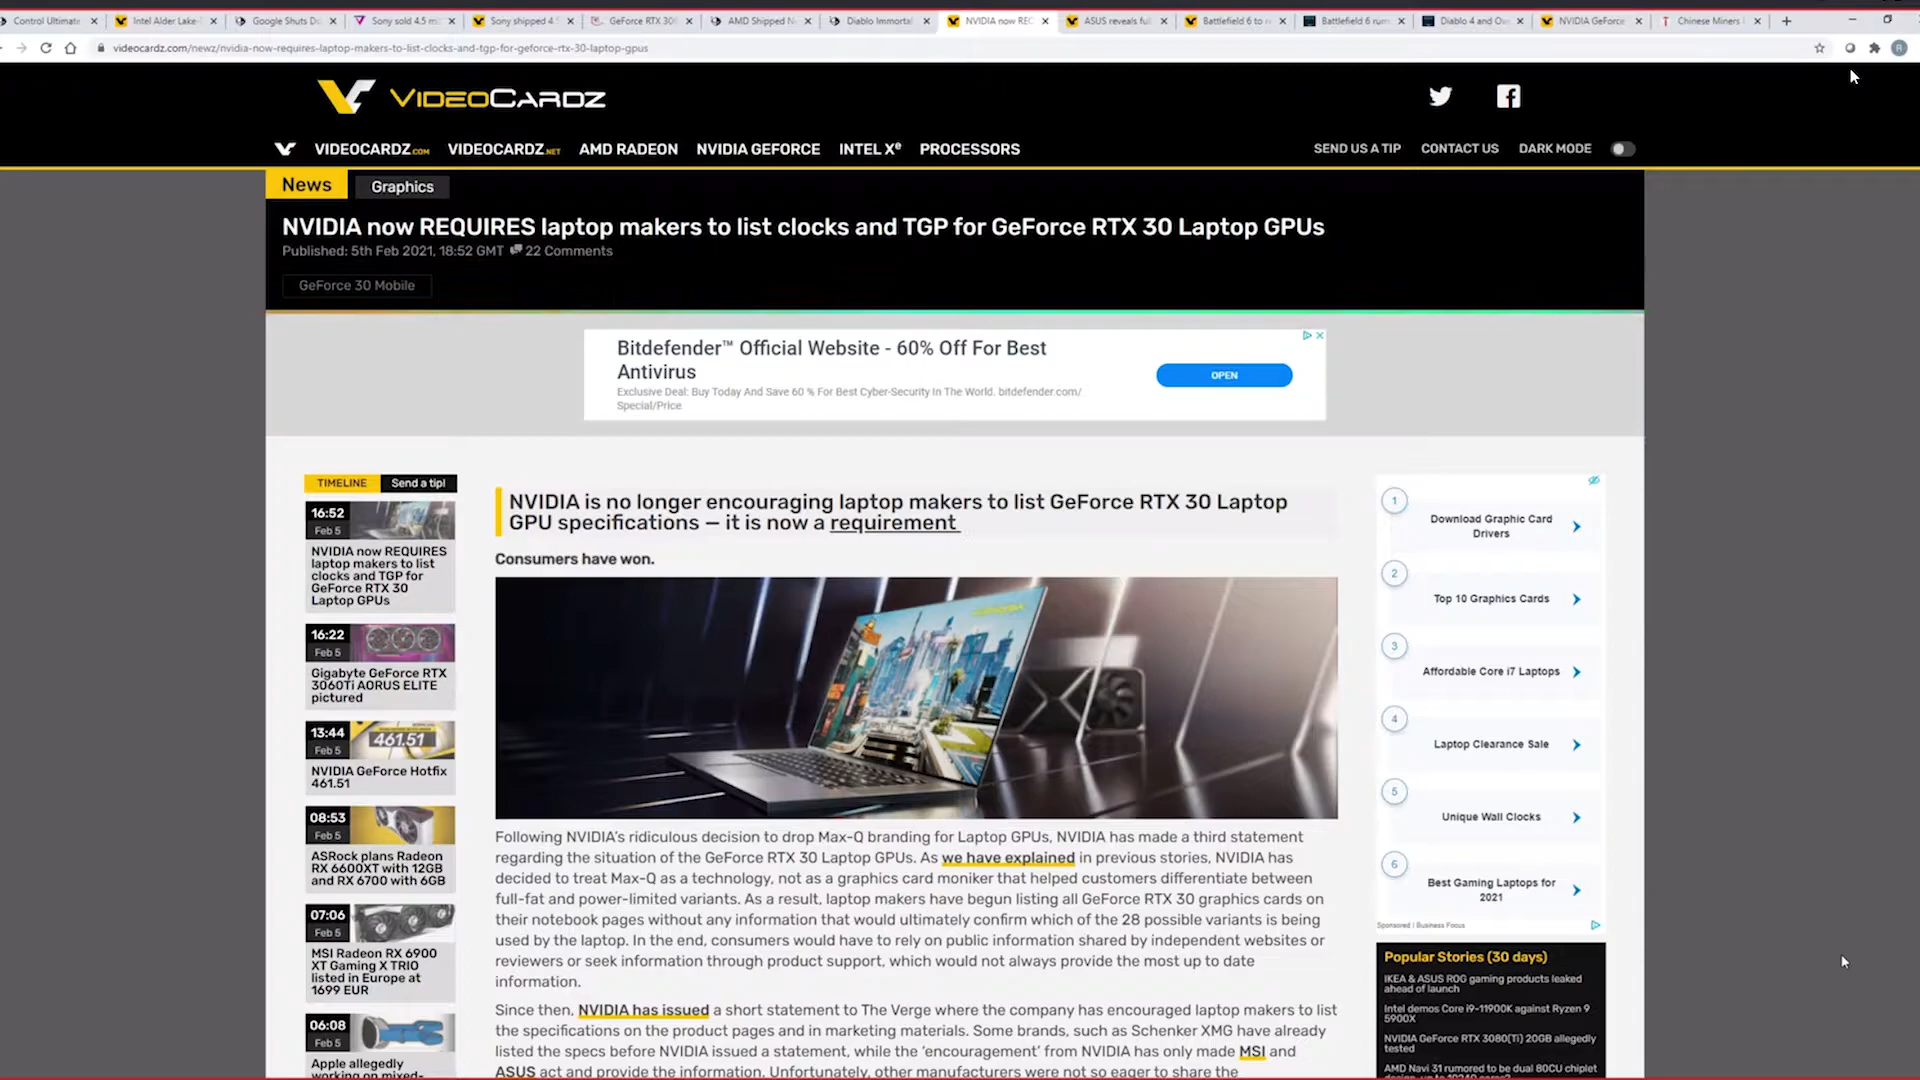 Control Ultimate
Intel Alder Lake-
Google Shuts Do
Sony sold 4.5 m
Sony shipped 4.5
GeForce RTX 30
AMD Shipped N
Diablo Immortal
NVIDIA now REQ
ASUS reveals ful
Battlefield 6 to r
Battlefield 6 rum
Diablo 4 and Ov
NVIDIA GeForce
Chinese Miners
videocardz.com/newz/nvidia-now-requires-laptop-makers-to-list-clocks-and-tgp-for-geforce-rtx-30-laptop-gpus
R
VIDEOCARDZ
VIDEOCARDZ.COM
VIDEOCARDZ.NET
AMD RADEON
NVIDIA GEFORCE
INTEL Xe
PROCESSORS
SEND US A TIP
CONTACT US
DARK MODE
News
Graphics
NVIDIA now REQUIRES laptop makers to list clocks and TGP for GeForce RTX 30 Laptop GPUs
Published: 5th Feb 2021, 18:52 GMT 22 Comments
GeForce 30 Mobile
Bitdefender™ Official Website - 60% Off For Best
Antivirus
Exclusive Deal: Buy Today And Save 60 % For Best Cyber-Security In The World. bitdefender.com/
Special/Price
OPEN
TIMELINE
Send a tip!
16:52
Feb 5
NVIDIA now REQUIRES
laptop makers to list
clocks and TGP for
GeForce RTX 30
Laptop GPUs
16:22
Feb 5
Gigabyte GeForce RTX
3060Ti AORUS ELITE
pictured
13:44
Feb 5
461.51
NVIDIA GeForce Hotfix
461.51
08:53
Feb 5
ASRock plans Radeon
RX 6600XT with 12GB
and RX 6700 with 6GB
07:06
Feb 5
MSI Radeon RX 6900
XT Gaming X TRIO
listed in Europe at
1699 EUR
06:08
Feb 5
Apple allegedly
working on mixed-
NVIDIA is no longer encouraging laptop makers to list GeForce RTX 30 Laptop
GPU specifications — it is now a requirement
Consumers have won.
Following NVIDIA's ridiculous decision to drop Max-Q branding for Laptop GPUs, NVIDIA has made a third statement
regarding the situation of the GeForce RTX 30 Laptop GPUs. As we have explained in previous stories, NVIDIA has
decided to treat Max-Q as a technology, not as a graphics card moniker that helped customers differentiate between
full-fat and power-limited variants. As a result, laptop makers have begun listing all GeForce RTX 30 graphics cards on
their notebook pages without any information that would ultimately confirm which of the 28 possible variants is being
used by the laptop. In the end, consumers would have to rely on public information shared by independent websites or
reviewers or seek information through product support, which would not always provide the most up to date
information.
Since then, NVIDIA has issued a short statement to The Verge where the company has encouraged laptop makers to list
the specifications on the product pages and in marketing materials. Some brands, such as Schenker XMG have already
listed the specs before NVIDIA issued a statement, while the 'encouragement' from NVIDIA has only made MSI and
ASUS act and provide the information. Unfortunately, other manufacturers were not so eager to share the
1
Download Graphic Card
Drivers
2
Top 10 Graphics Cards
3
Affordable Core i7 Laptops
4
Laptop Clearance Sale
5
Unique Wall Clocks
6
Best Gaming Laptops for
2021
Sponsored | Business Focus
Popular Stories (30 days)
IKEA & ASUS ROG gaming products leaked
ahead of launch
Intel demos Core i9-11900K against Ryzen 9
5900X
NVIDIA GeForce RTX 3080(Ti) 20GB allegedly
tested
AMD Navi 31 rumored to be dual 80CU chiplet